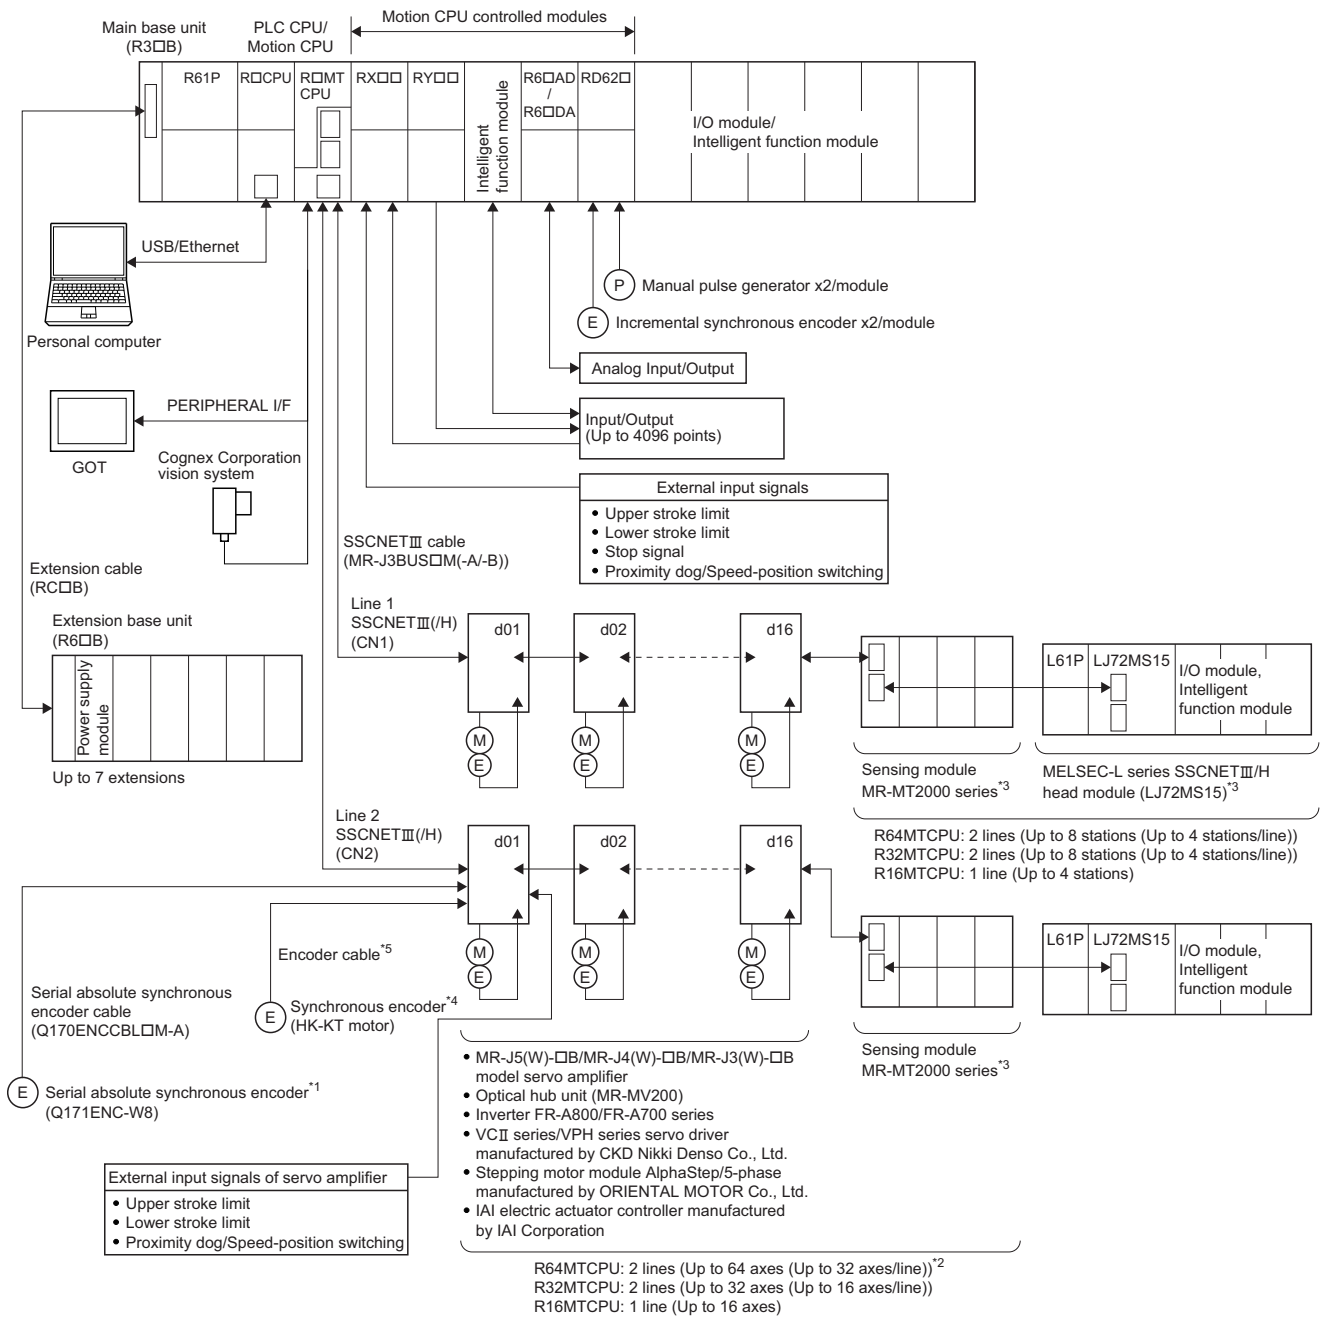 Main base unit
(R3□B)
PLC CPU/
Motion CPU
Motion CPU controlled modules
R61P
R□CPU
R□MT
CPU
RX□□
RY□□
Intelligent
function module
R6□AD
/
R6□DA
RD62□
I/O module/
Intelligent function module
USB/Ethernet
Personal computer
P
Manual pulse generator x2/module
E
Incremental synchronous encoder x2/module
Analog Input/Output
PERIPHERAL I/F
GOT
Input/Output
(Up to 4096 points)
Cognex Corporation
vision system
External input signals
• Upper stroke limit
• Lower stroke limit
• Stop signal
• Proximity dog/Speed-position switching
SSCNETⅢ cable
(MR-J3BUS□M(-A/-B))
Extension cable
(RC□B)
Extension base unit
(R6□B)
Power supply
module
Up to 7 extensions
Line 1
SSCNETⅢ(/H)
(CN1)
d01
d02
d16
M
E
M
E
M
E
L61P
LJ72MS15
I/O module,
Intelligent
function module
Sensing module
MR-MT2000 series*3
MELSEC-L series SSCNETⅢ/H
head module (LJ72MS15)*3
R64MTCPU: 2 lines (Up to 8 stations (Up to 4 stations/line))
R32MTCPU: 2 lines (Up to 8 stations (Up to 4 stations/line))
R16MTCPU: 1 line (Up to 4 stations)
Line 2
SSCNETⅢ(/H)
(CN2)
d01
d02
d16
M
E
M
E
M
E
L61P
LJ72MS15
I/O module,
Intelligent
function module
Sensing module
MR-MT2000 series*3
Encoder cable*5
E
Synchronous encoder*4
(HK-KT motor)
Serial absolute synchronous
encoder cable
(Q170ENCCBL□M-A)
E
Serial absolute synchronous encoder*1
(Q171ENC-W8)
External input signals of servo amplifier
• Upper stroke limit
• Lower stroke limit
• Proximity dog/Speed-position switching
• MR-J5(W)-□B/MR-J4(W)-□B/MR-J3(W)-□B
model servo amplifier
• Optical hub unit (MR-MV200)
• Inverter FR-A800/FR-A700 series
• VCⅡ series/VPH series servo driver
manufactured by CKD Nikki Denso Co., Ltd.
• Stepping motor module AlphaStep/5-phase
manufactured by ORIENTAL MOTOR Co., Ltd.
• IAI electric actuator controller manufactured
by IAI Corporation
R64MTCPU: 2 lines (Up to 64 axes (Up to 32 axes/line))*2
R32MTCPU: 2 lines (Up to 32 axes (Up to 16 axes/line))
R16MTCPU: 1 line (Up to 16 axes)